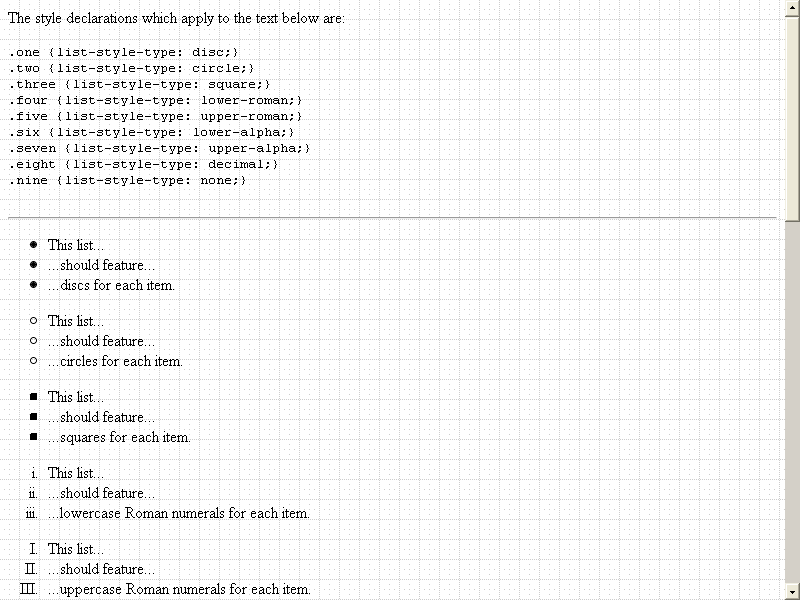 The style declarations which apply to the text below are:
.one {list-style-type: disc;}
.two {list-style-type: circle;}
.three {list-style-type: square;}
.four {list-style-type: lower-roman;}
.five {list-style-type: upper-roman;}
.six {list-style-type: lower-alpha;}
.seven {list-style-type: upper-alpha;}
.eight {list-style-type: decimal;}
.nine {list-style-type: none;}
This list...
...should feature...
...discs for each item.
This list...
...should feature...
...circles for each item.
This list...
...should feature...
...squares for each item.
i. This list...
ii. ...should feature...
iii. ...lowercase Roman numerals for each item.
I. This list...
II. ...should feature...
III. ...uppercase Roman numerals for each item.